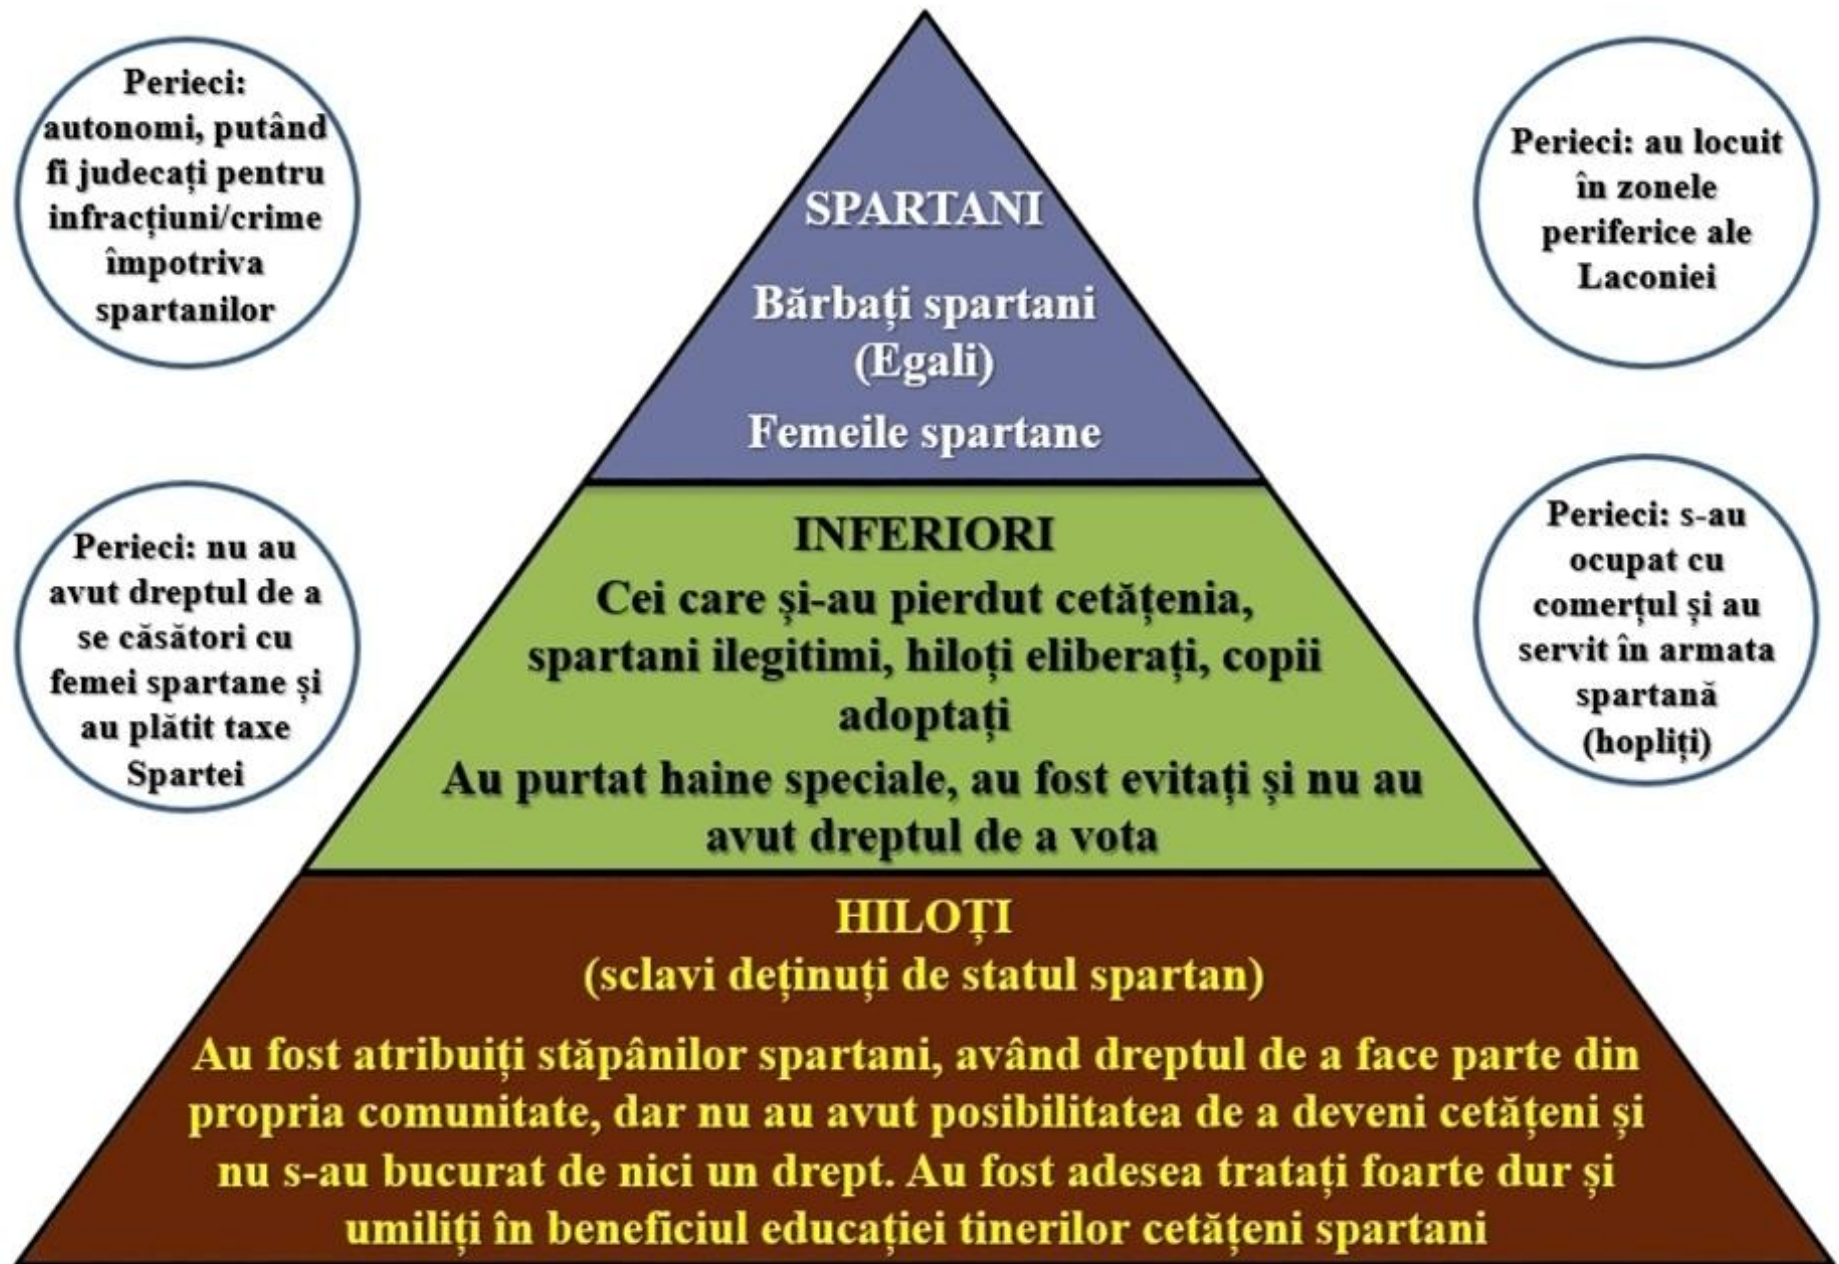 Perieci:
autonomi, putând
fi judecați pentru
infracțiuni/crime
împotriva
spartanilor
Perieci: au locuit
în zonele
periferice ale
Laconiei
SPARTANI
Bărbați spartani
(Egali)
Femeile spartane
Perieci: nu au
avut dreptul de a
se căsători cu
femei spartane și
au plătit taxe
Spartei
Perieci: s-au
ocupat cu
comerțul și au
servit în armata
spartană
(hopliți)
INFERIORI
Cei care și-au pierdut cetățenia,
spartani ilegitimi, hiloți eliberați, copii
adoptați
Au purtat haine speciale, au fost evitați și nu au
avut dreptul de a vota
HILOȚI
(sclavi deținuți de statul spartan)
Au fost atribuiți stăpânilor spartani, având dreptul de a face parte din
propria comunitate, dar nu au avut posibilitatea de a deveni cetățeni și
nu s-au bucurat de nici un drept. Au fost adesea tratați foarte dur și
umiliți în beneficiul educației tinerilor cetățeni spartani